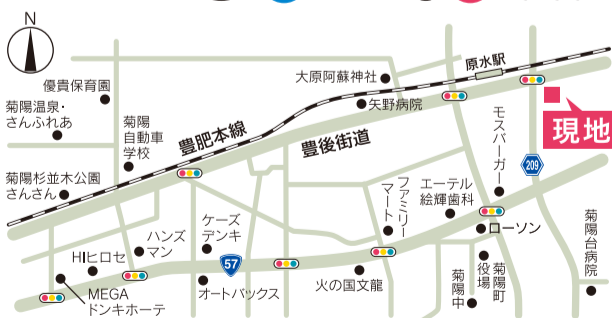 N
優貴保育園
菊陽温泉・
さんふれあ
菊陽
自動車
学校
菊陽杉並木公園
さんさん
大原阿蘇神社
原水駅
矢野病院
豊肥本線
豊後街道
モスバーガー
現地
209
ハンズ
マン
ケーズ
デンキ
ファミリー
マート
エーテル
絵輝歯科
ローソン
HIヒロセ
57
MEGA
ドンキホーテ
オートバックス
火の国文龍
菊陽中
菊陽町
役場
菊陽台病院